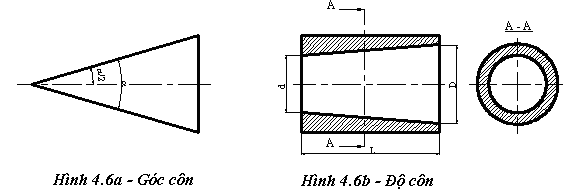 A
A - A
α/2
α
d
D
A
L
Hình 4.6a - Góc côn
Hình 4.6b - Độ côn